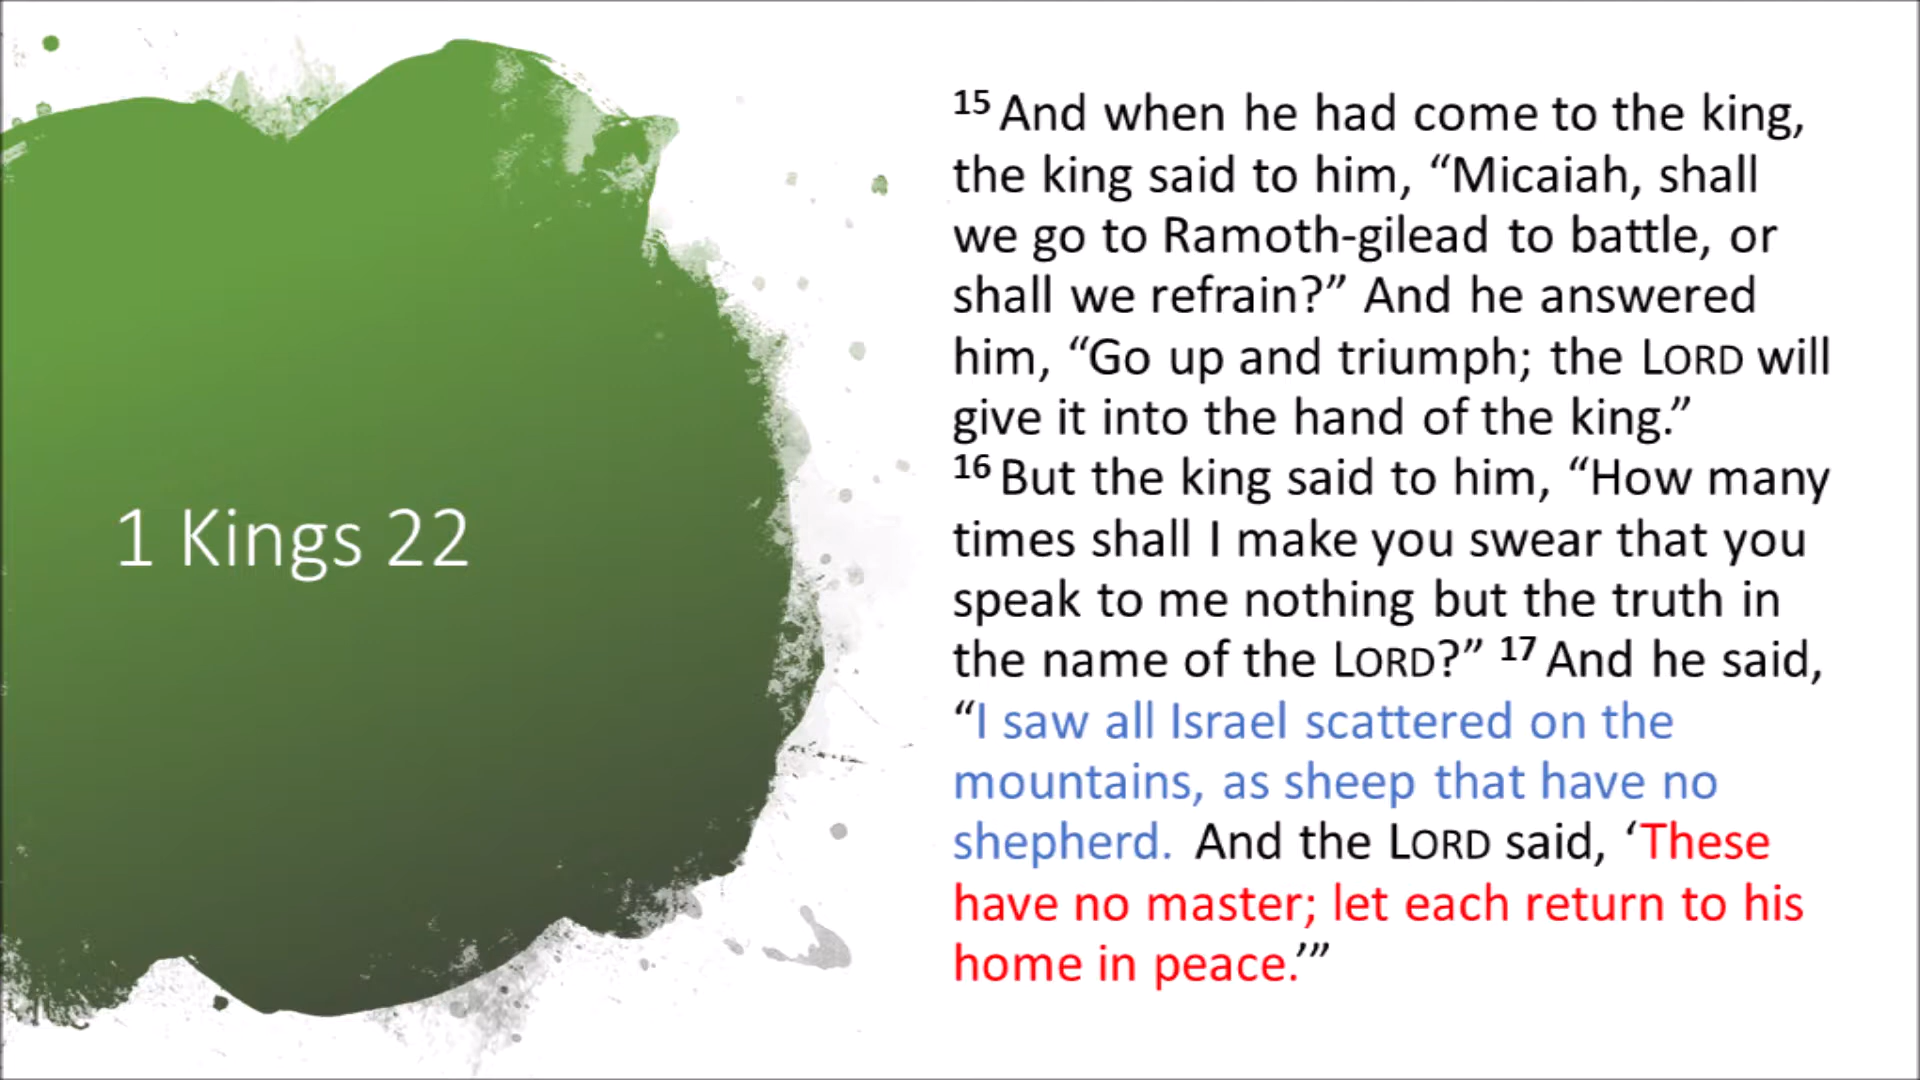 1 Kings 22
15 And when he had come to the king,
the king said to him, “Micaiah, shall
we go to Ramoth-gilead to battle, or
shall we refrain?” And he answered
him, “Go up and triumph; the LORD will
give it into the hand of the king.”
16 But the king said to him, “How many
times shall I make you swear that you
speak to me nothing but the truth in
the name of the LORD?” 17 And he said,
“I saw all Israel scattered on the
mountains, as sheep that have no
shepherd. And the LORD said, ‘These
have no master; let each return to his
home in peace.’”